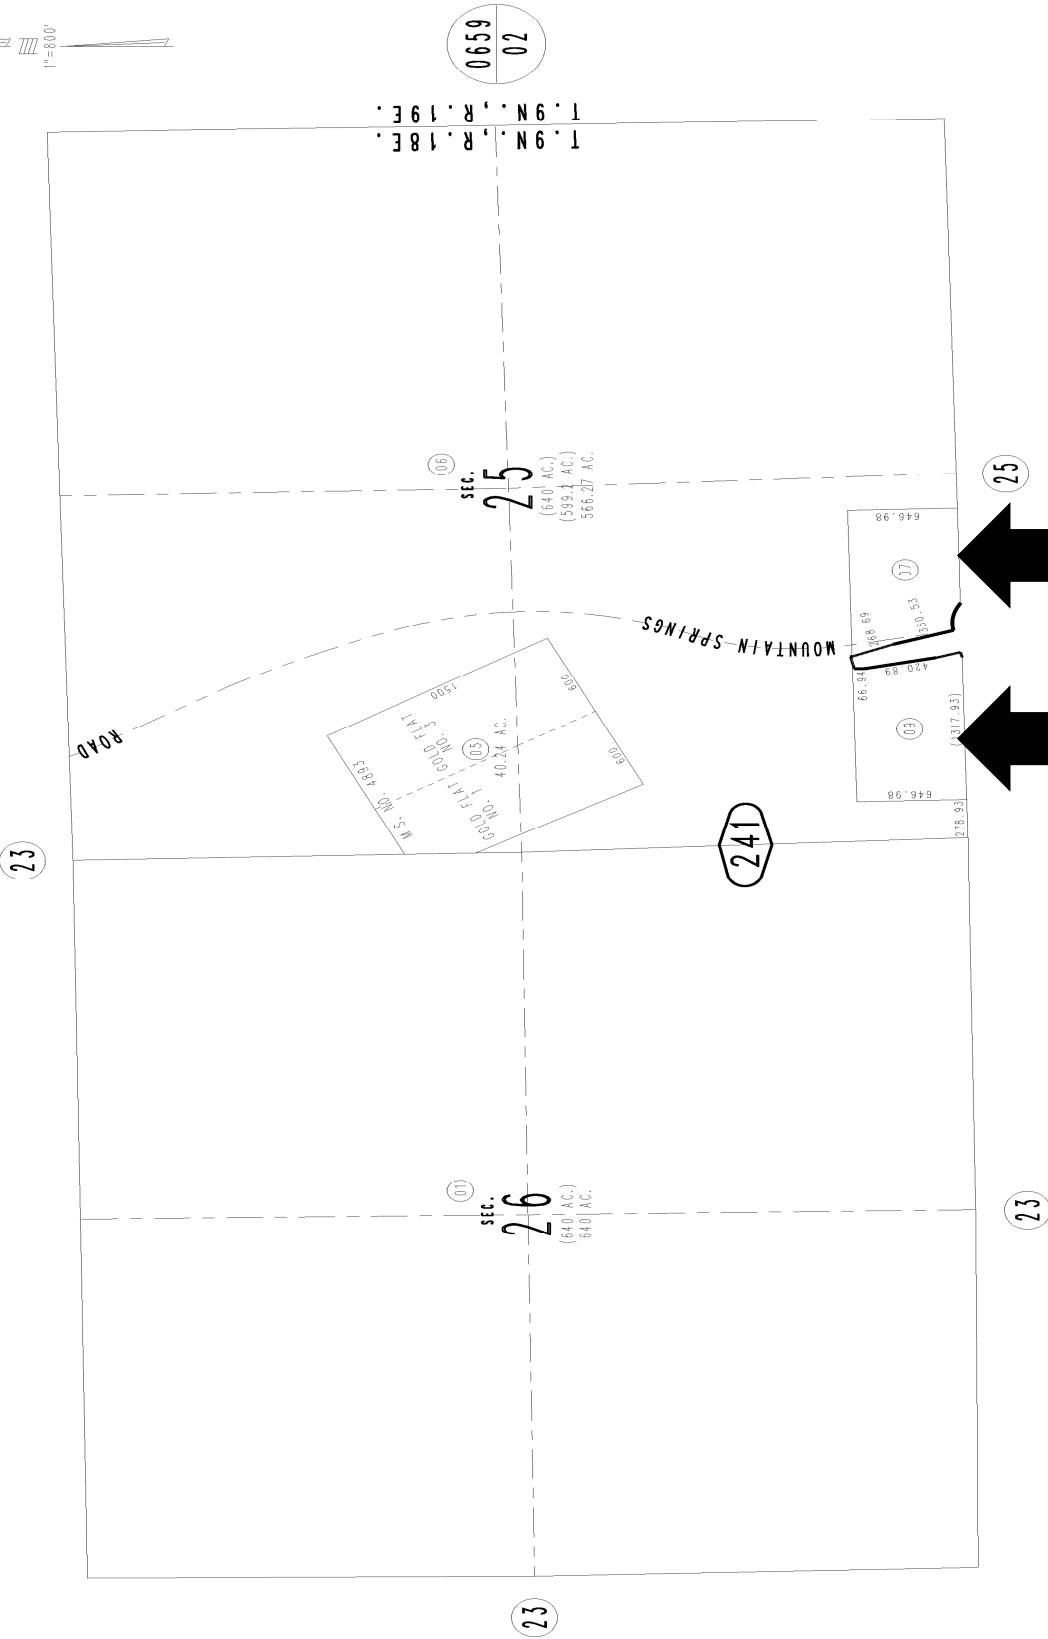 1"=800'
0659
02
T.9N.,R.19E.
T.9N.,R.18E.
06
SEC.
25
(640 AC.)
(599.2 AC.)
566.27 AC.
25
646.98
07
268.69
350.53
MOUNTAIN SPRINGS
ROAD
66.94
420.89
09
(2317.93)
646.98
278.93
1500
600
600
M.S. NO. 4893
GOLD FLAT
NO. 3
GOLD FLAT
NO. 1
05
40.24 AC.
241
23
01
SEC.
26
(640 AC.)
640 AC.
23
23